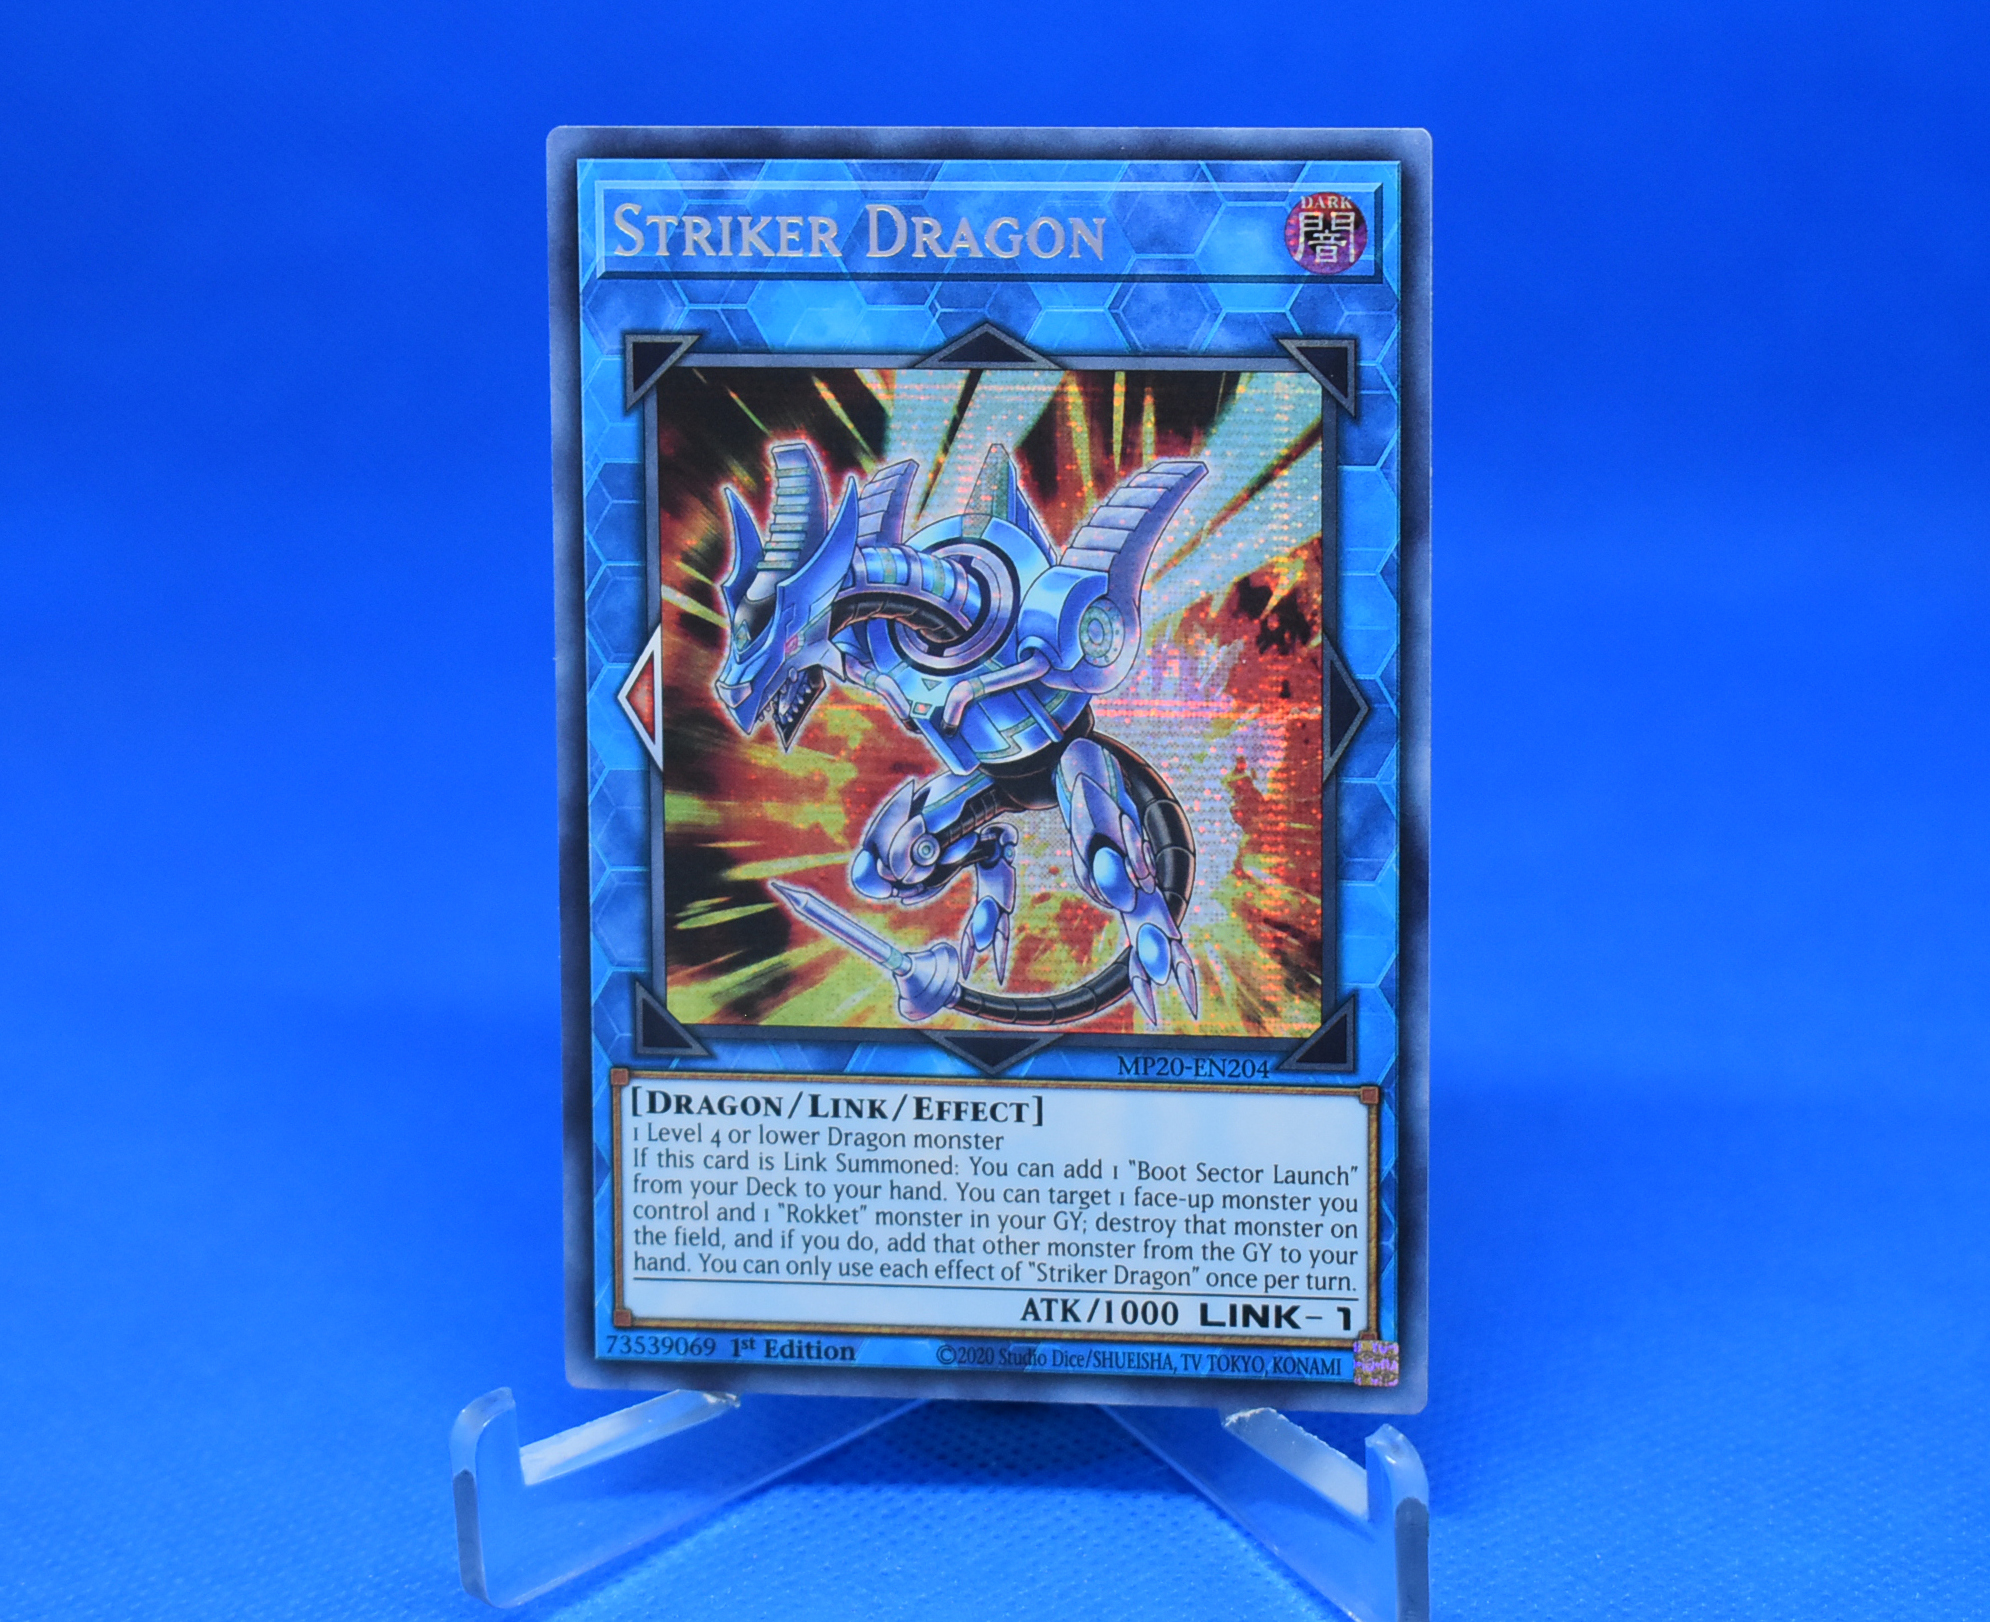 STRIKER DRAGON
DARK
闇
MP20-EN204
[DRAGON/LINK/EFFECT]
1 Level 4 or lower Dragon monster
If this card is Link Summoned: You can add 1 "Boot Sector Launch"
from your Deck to your hand. You can target 1 face-up monster you
control and 1 "Rokket" monster in your GY; destroy that monster on
the field, and if you do, add that other monster from the GY to your
hand. You can only use each effect of "Striker Dragon" once per turn.
ATK/1000 LINK-1
73539069 1st Edition ©2020 Studio Dice/SHUEISHA, TV TOKYO, KONAMI